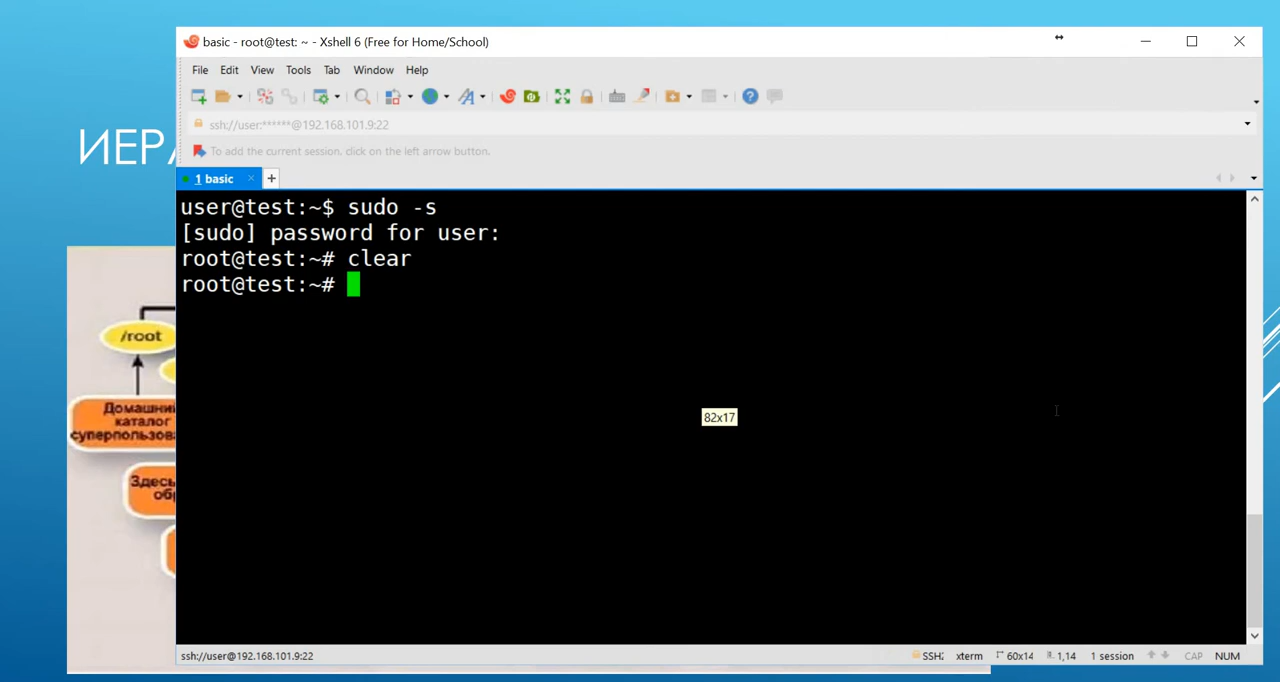 basic - root@test: ~ - Xshell 6 (Free for Home/School)
File Edit View Tools Tab Window Help
ssh://user:******@192.168.101.9:22
To add the current session, click on the left arrow button.
1 basic
user@test:~$ sudo -s
[sudo] password for user:
root@test:~# clear
root@test:~#
82x17
ssh://user@192.168.101.9:22 SSH2 xterm 60x14 1,14 1 session CAP NUM
ИЕРА
/root
Домашний
каталог
суперпользов
Здесь
об